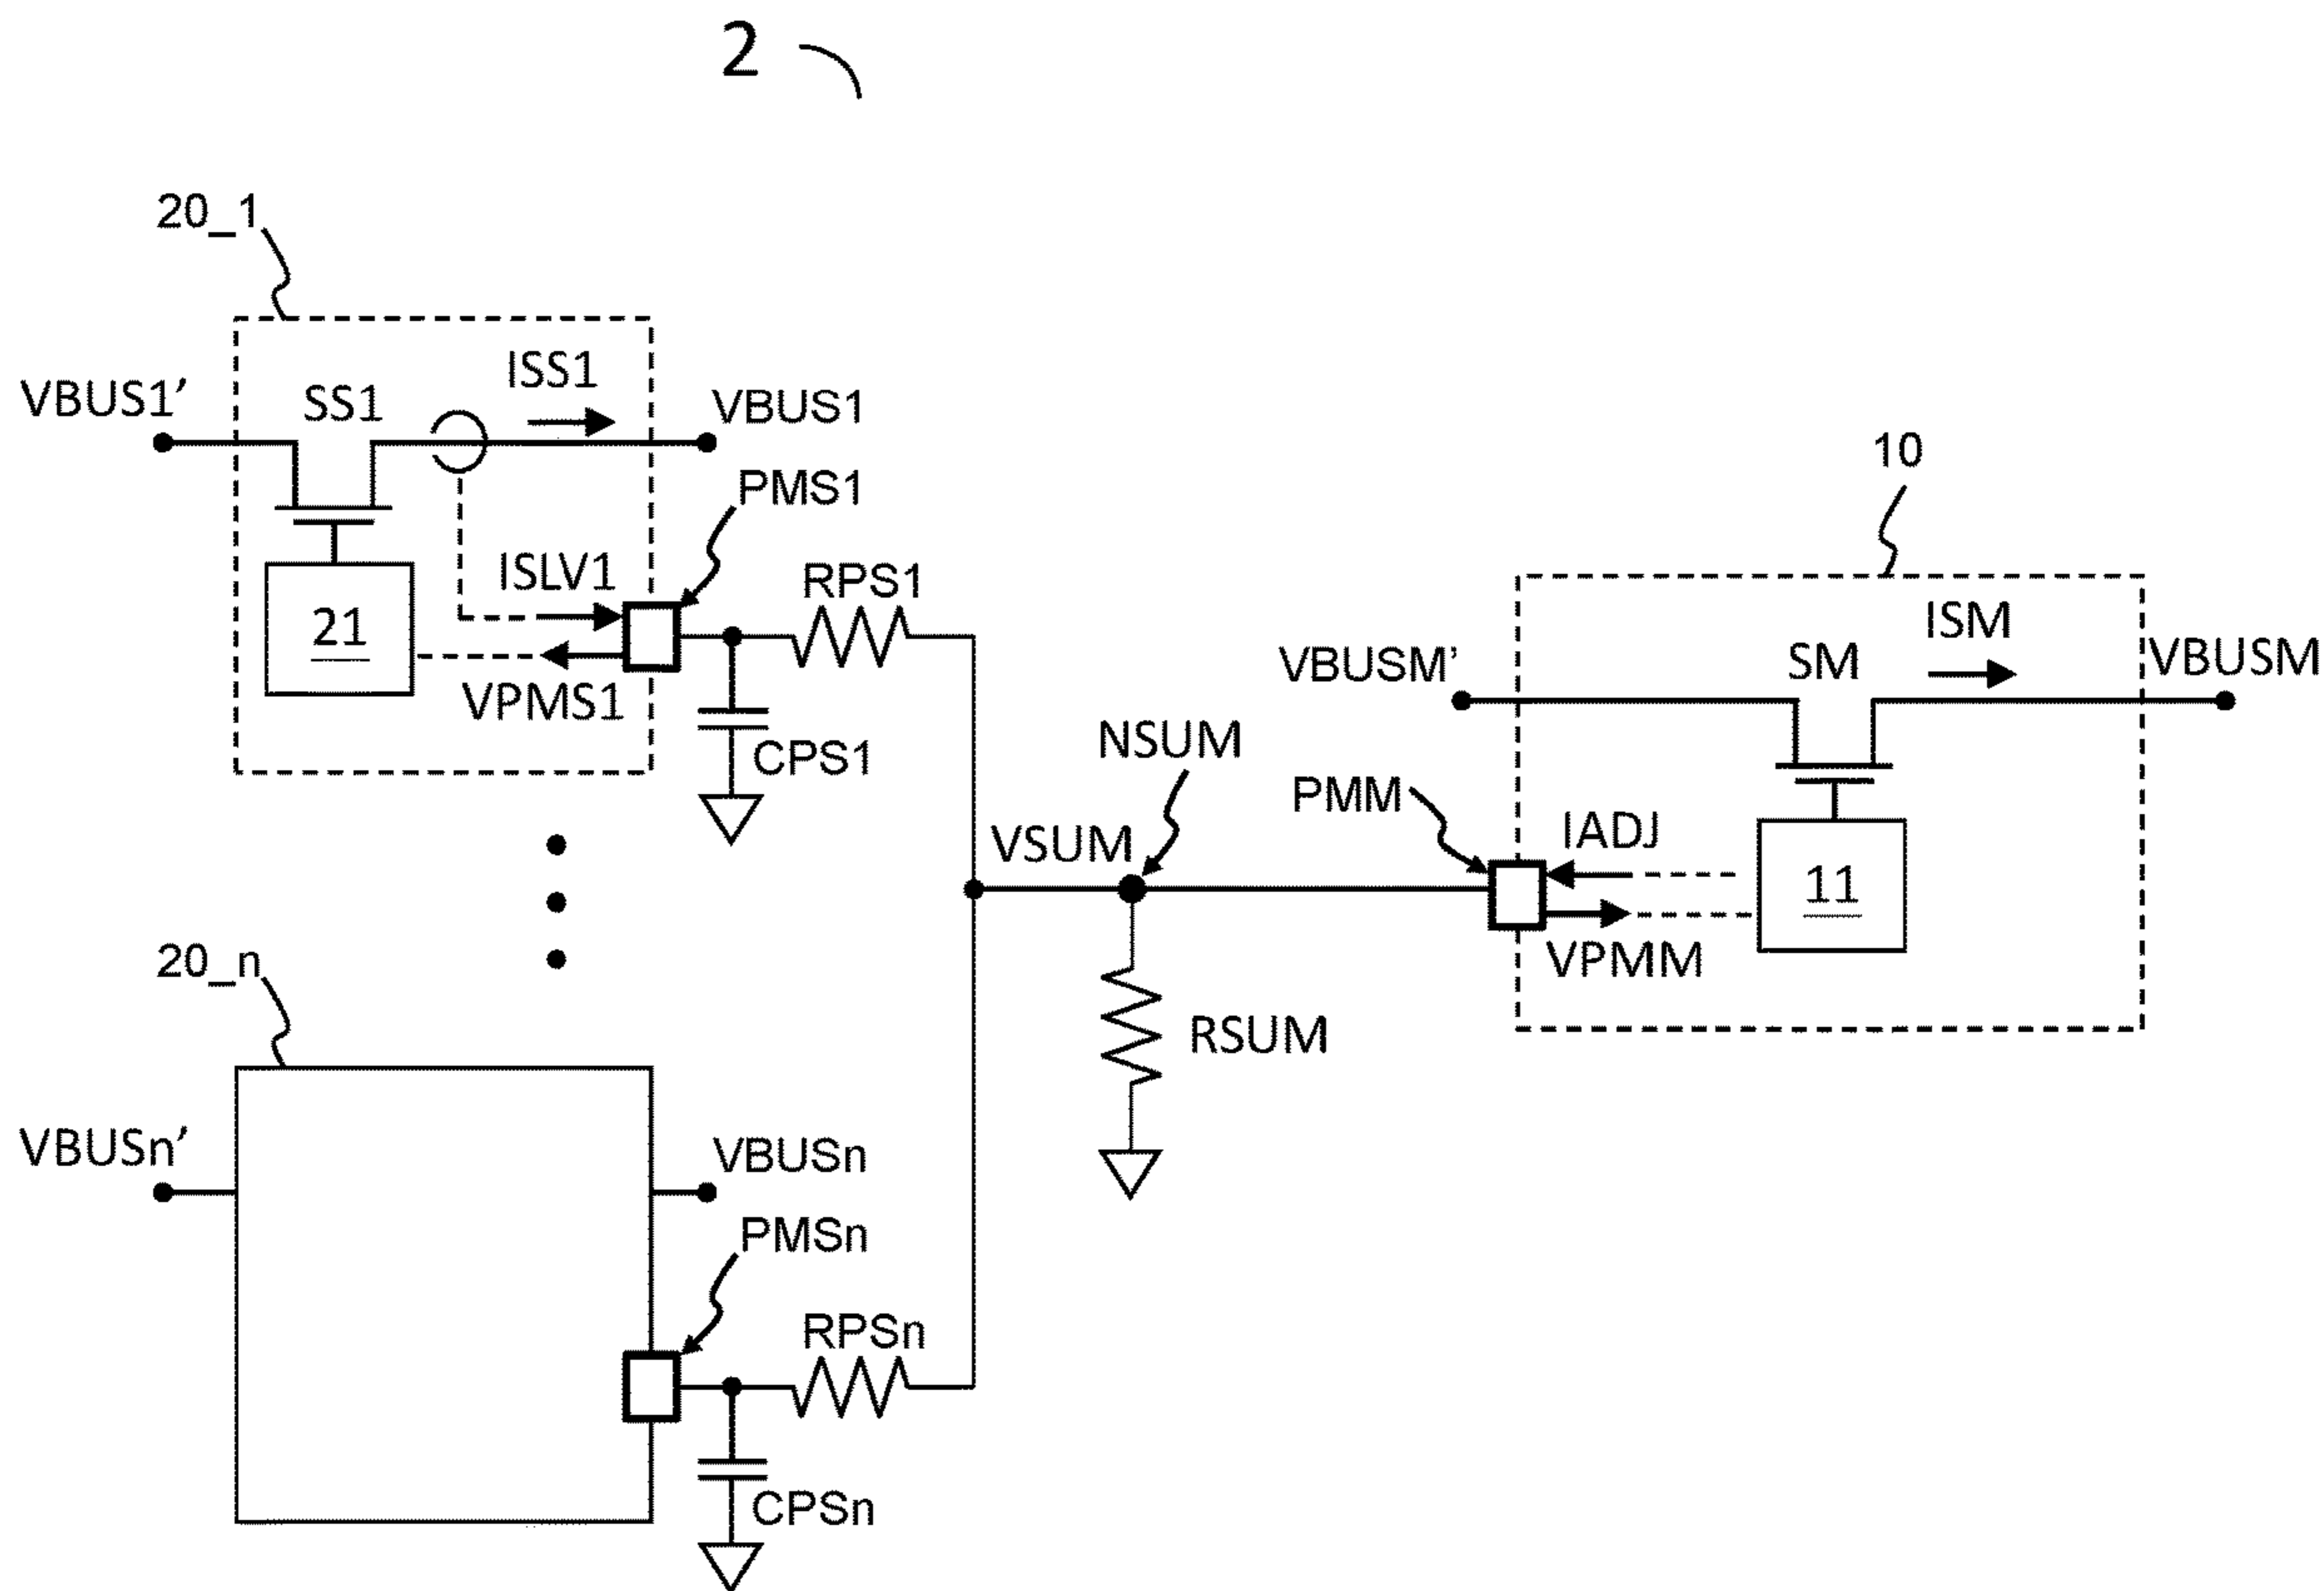 2
20_1
VBUS1’
SS1
ISS1
VBUS1
PMS1
ISLV1
21
VPMS1
RPS1
CPS1
10
VBUSM’
SM
ISM
VBUSM
NSUM
PMM
VSUM
IADJ
11
VPMM
RSUM
20_n
VBUSn’
VBUSn
PMSn
RPSn
CPSn